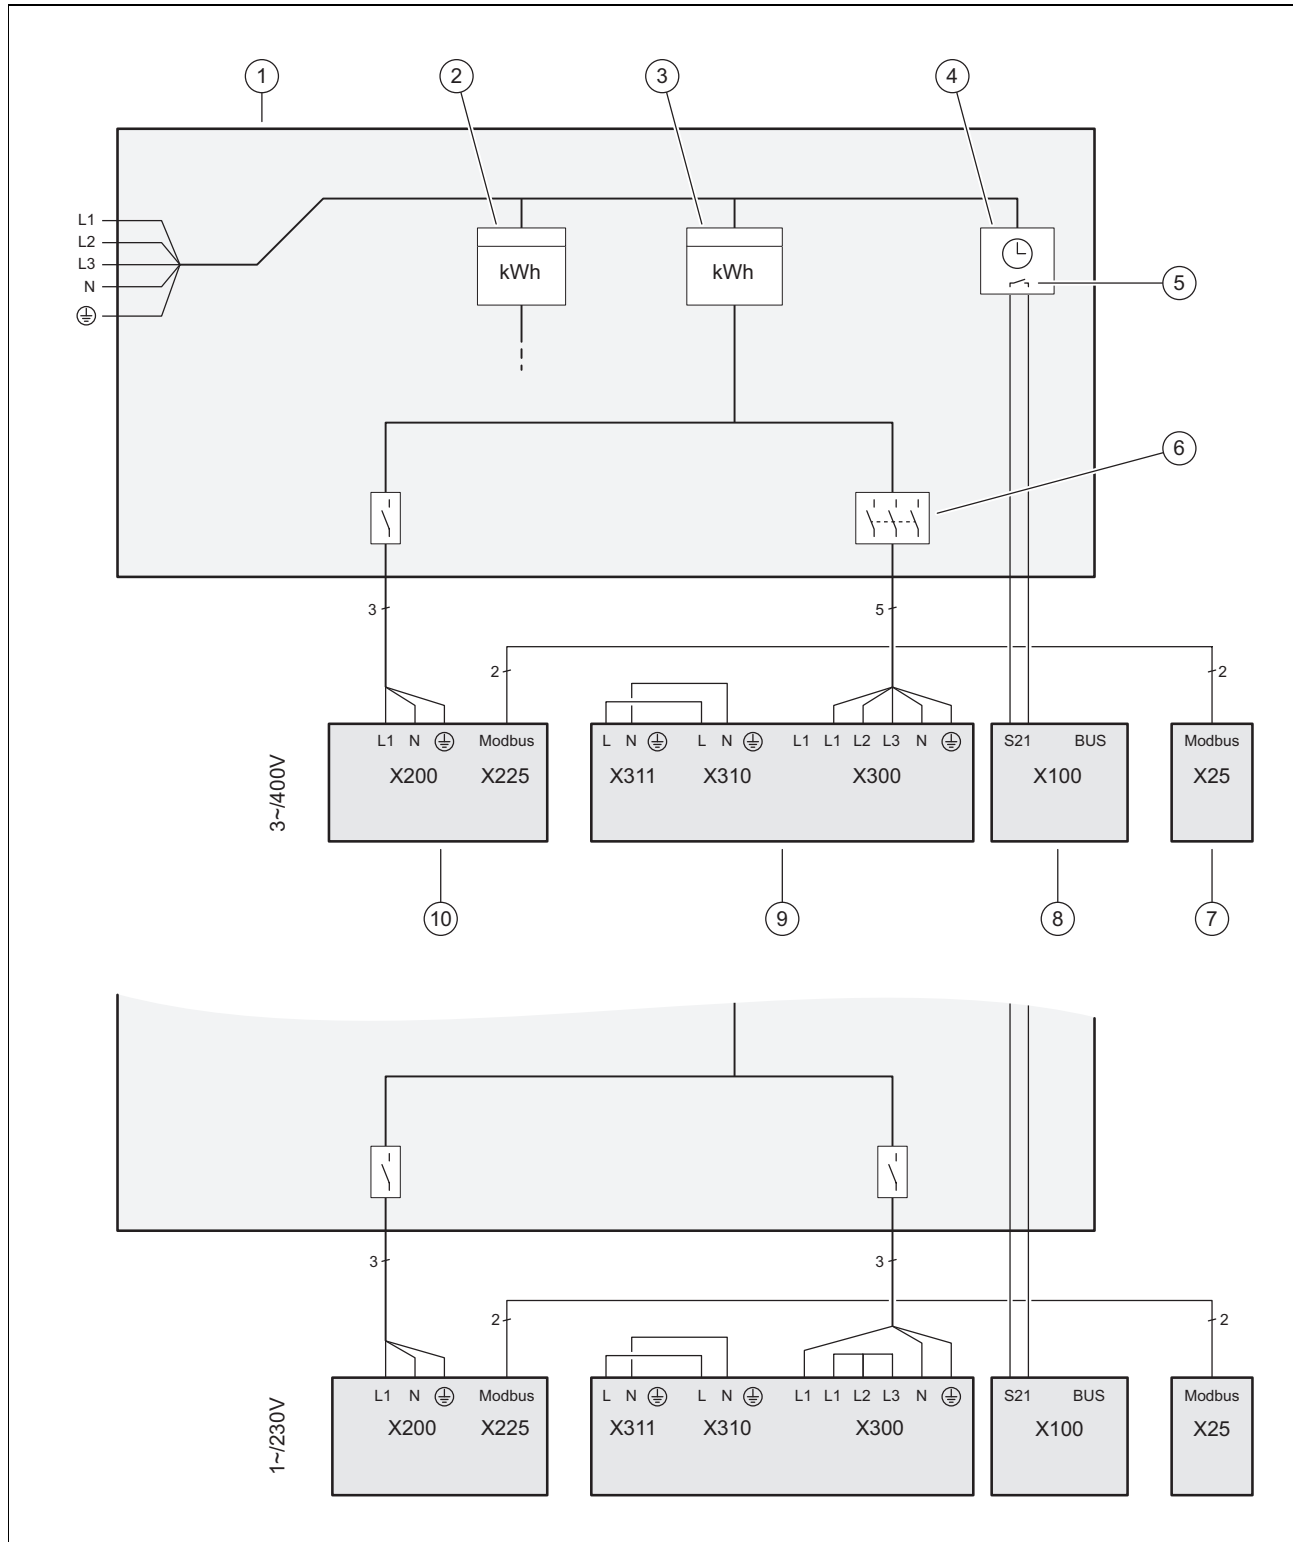 1 2 3 4
L1
L2
L3
N
kWh kWh
5
6
3 5
2 2
3~/400V
L1 N Modbus L N L N L1 L1 L2 L3 N S21 BUS Modbus
X200 X225 X311 X310 X300 X100 X25
10 9 8 7
3 3
2 2
1~/230V
L1 N Modbus L N L N L1 L1 L2 L3 N S21 BUS Modbus
X200 X225 X311 X310 X300 X100 X25